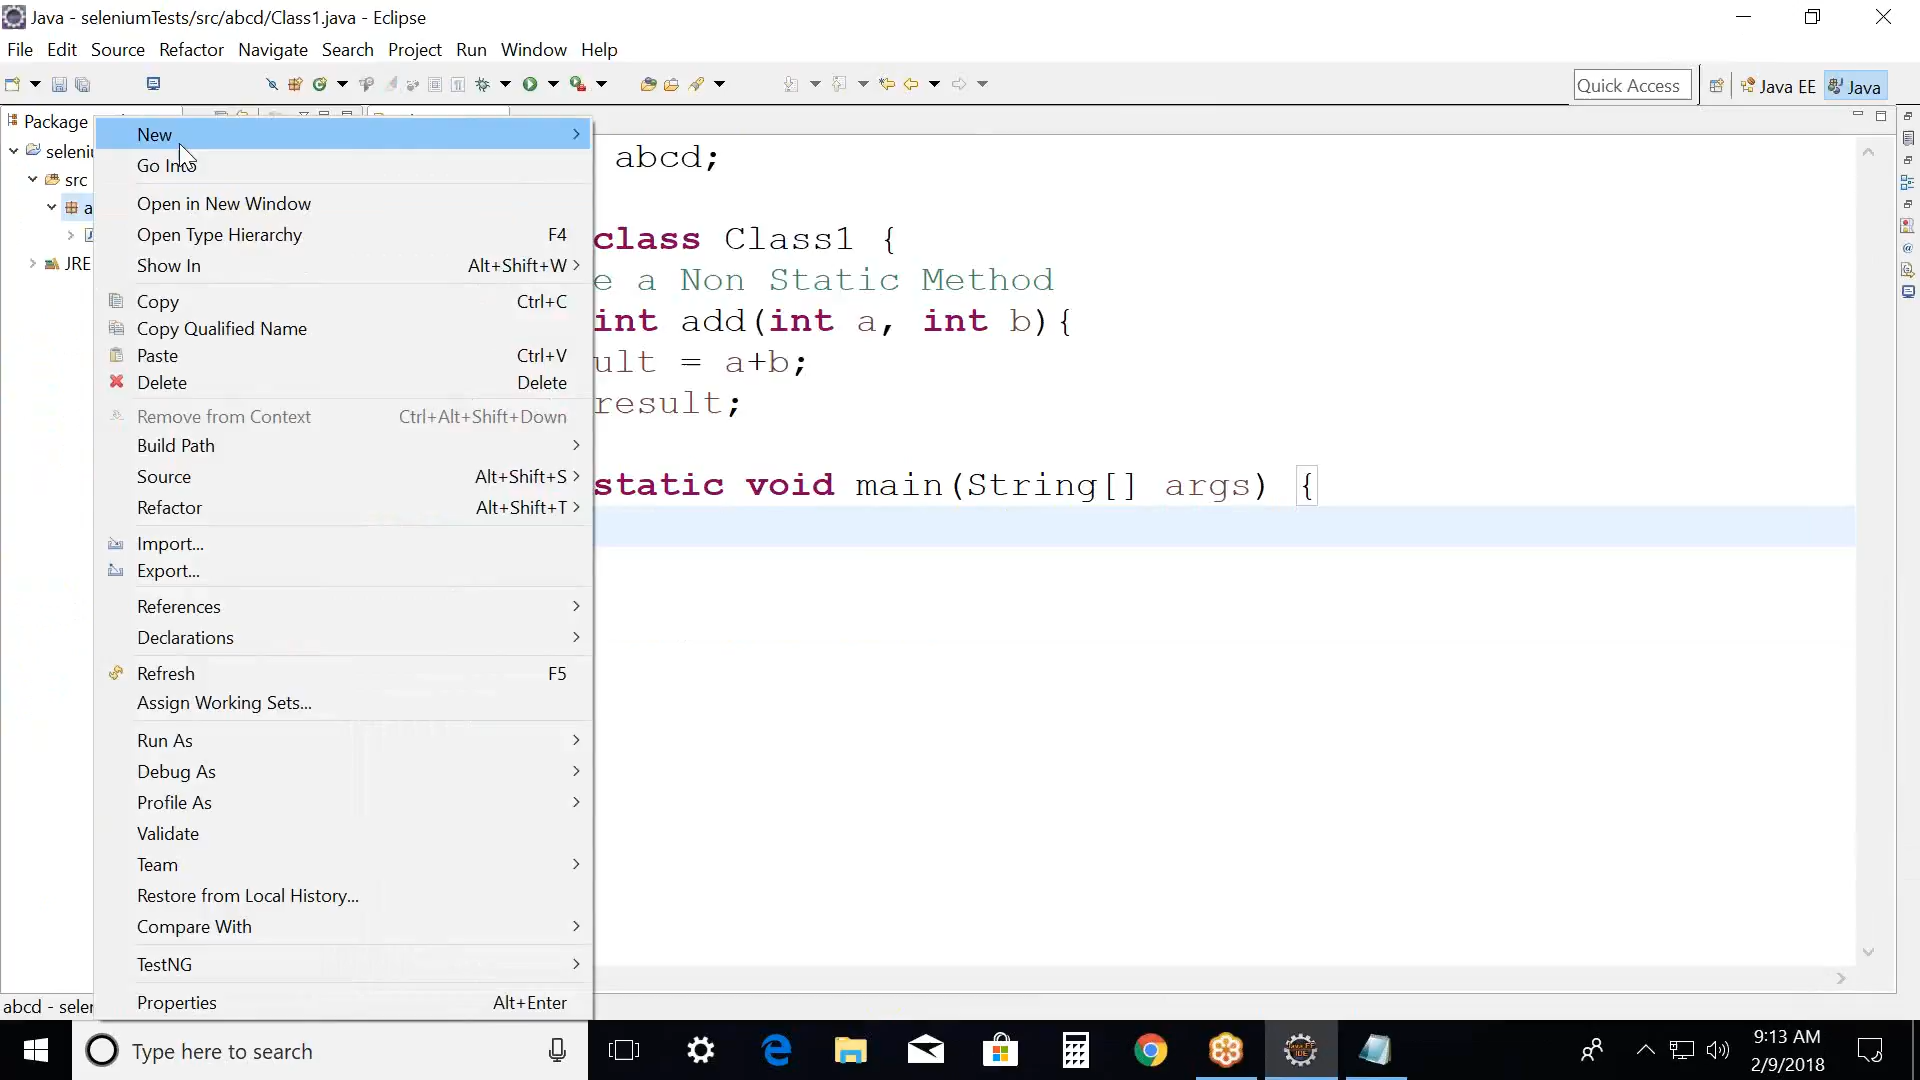 Java - seleniumTests/src/abcd/Class1.java - Eclipse
File Edit Source Refactor Navigate Search Project Run Window Help
Quick Access Java EE Java
Package
seleniu
src
a
JRE
New
Go Into
Open in New Window
Open Type Hierarchy F4
Show In Alt+Shift+W
Copy Ctrl+C
Copy Qualified Name
Paste Ctrl+V
Delete Delete
Remove from Context Ctrl+Alt+Shift+Down
Build Path
Source Alt+Shift+S
Refactor Alt+Shift+T
Import...
Export...
References
Declarations
Refresh F5
Assign Working Sets...
Run As
Debug As
Profile As
Validate
Team
Restore from Local History...
Compare With
TestNG
Properties Alt+Enter
abcd;
class Class1 {
e a Non Static Method
int add(int a, int b){
ult = a+b;
result;
static void main(String[] args) {
abcd - seler
Type here to search
9:13 AM
2/9/2018